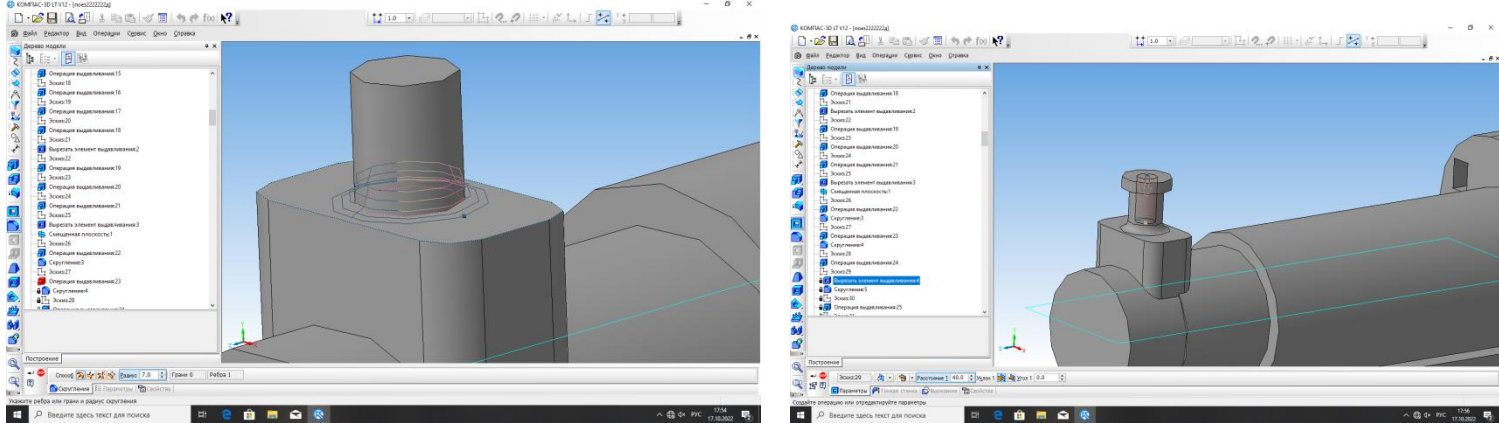 КОМПАС-3D LT V12 - [поез2222222д]
1.0
Файл Редактор Вид Операции Сервис Окно Справка
Дерево модели
Операция выдавливания:15
Эскиз:18
Операция выдавливания:16
Эскиз:19
Операция выдавливания:17
Эскиз:20
Операция выдавливания:18
Эскиз:21
Вырезать элемент выдавливания:2
Эскиз:22
Операция выдавливания:19
Эскиз:23
Операция выдавливания:20
Эскиз:24
Операция выдавливания:21
Эскиз:25
Вырезать элемент выдавливания:3
Смещенная плоскость:1
Эскиз:26
Операция выдавливания:22
Скругление:3
Эскиз:27
Операция выдавливания:23
Скругление:4
Эскиз:28
Построение
Способ Радиус 7.0 Грани 0 Ребра 1
Скругление Параметры Свойства
Укажите ребра или грани и радиус скругления
Введите здесь текст для поиска
РУС 17:54
17.10.2022
КОМПАС-3D LT V12 - [поез2222222д]
1.0
Файл Редактор Вид Операции Сервис Окно Справка
Дерево модели
Операция выдавливания:18
Эскиз:21
Вырезать элемент выдавливания:2
Эскиз:22
Операция выдавливания:19
Эскиз:23
Операция выдавливания:20
Эскиз:24
Операция выдавливания:21
Эскиз:25
Вырезать элемент выдавливания:3
Смещенная плоскость:1
Эскиз:26
Операция выдавливания:22
Скругление:3
Эскиз:27
Операция выдавливания:23
Скругление:4
Эскиз:28
Операция выдавливания:24
Эскиз:29
Вырезать элемент выдавливания:4
Скругление:5
Эскиз:30
Операция выдавливания:25
Построение
Эскиз:29 Расстояние 1 40.0 Уклон 1 Угол 1 0.0
Параметры Тонкая стенка Вырезание Свойства
Создайте операцию или отредактируйте параметры
Введите здесь текст для поиска
РУС 17:56
17.10.2022